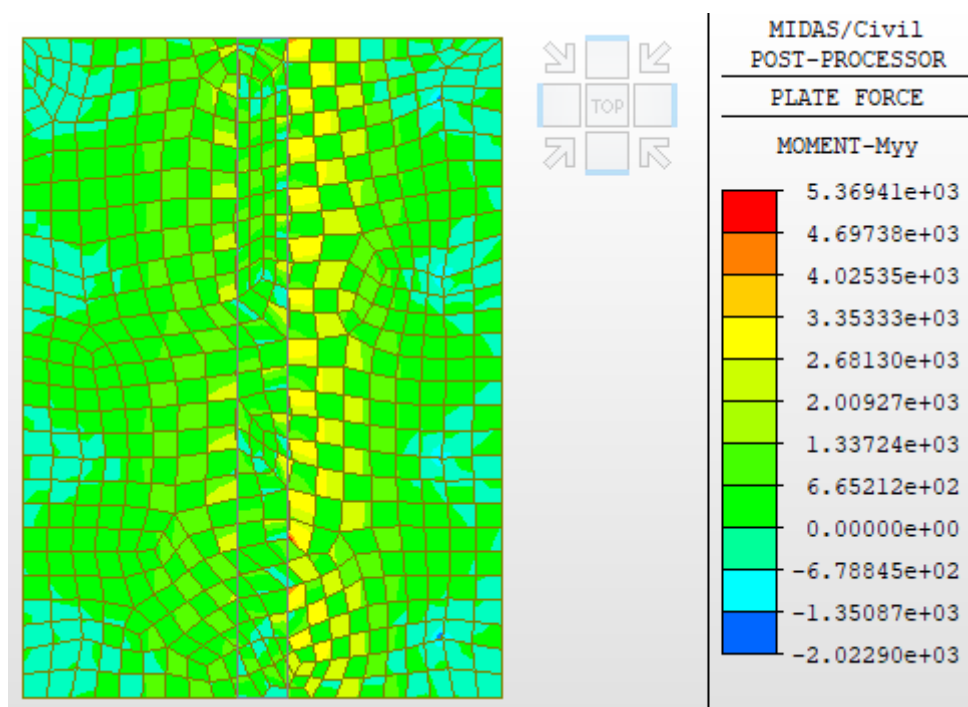 MIDAS/Civil
POST-PROCESSOR
PLATE FORCE
MOMENT-Myy
TOP
5.36941e+03
4.69738e+03
4.02535e+03
3.35333e+03
2.68130e+03
2.00927e+03
1.33724e+03
6.65212e+02
0.00000e+00
-6.78845e+02
-1.35087e+03
-2.02290e+03